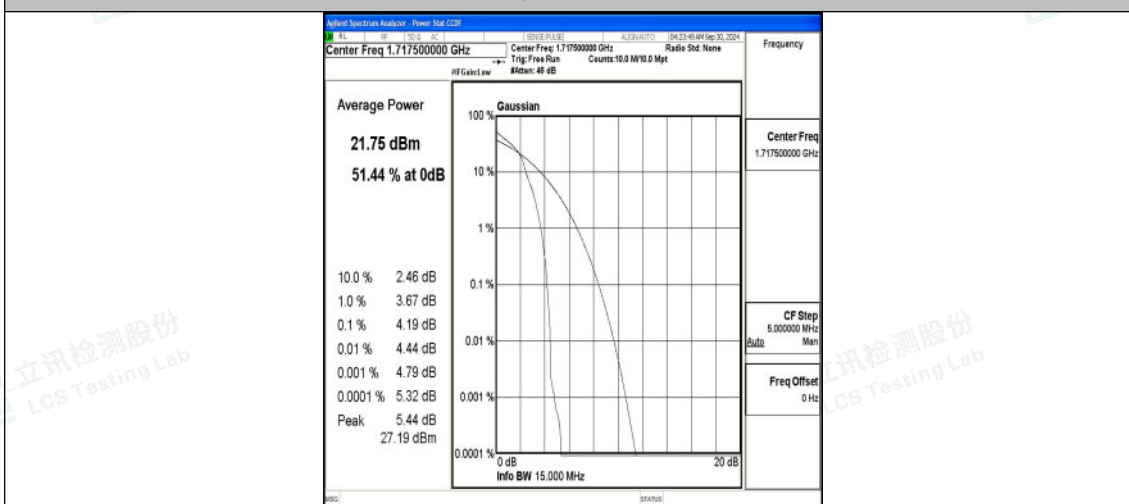 Agilent Spectrum Analyzer - Power Stat CCDF
RL RF 50 Ω AC SENSE:PULSE ALIGNAUTO 04:23:49 AM Sep 30, 2024
Center Freq 1.717500000 GHz
Center Freq: 1.717500000 GHz
Radio Std: None
Trig: Free Run
Counts:10.0 M/10.0 Mpt
#IFGain:Low
#Atten: 46 dB
Frequency
Average Power
21.75 dBm
51.44 % at 0dB
10.0 % 2.46 dB
1.0 % 3.67 dB
0.1 % 4.19 dB
0.01 % 4.44 dB
0.001 % 4.79 dB
0.0001 % 5.32 dB
Peak 5.44 dB
27.19 dBm
Gaussian
100 %
10 %
1 %
0.1 %
0.01 %
0.001 %
0.0001 %
0 dB
20 dB
Info BW 15.000 MHz
Center Freq
1.717500000 GHz
CF Step
5.000000 MHz
Auto Man
Freq Offset
0 Hz
MSG
STATUS
立讯检测股份
LCS Testing Lab
立讯检测股份
LCS Testing Lab